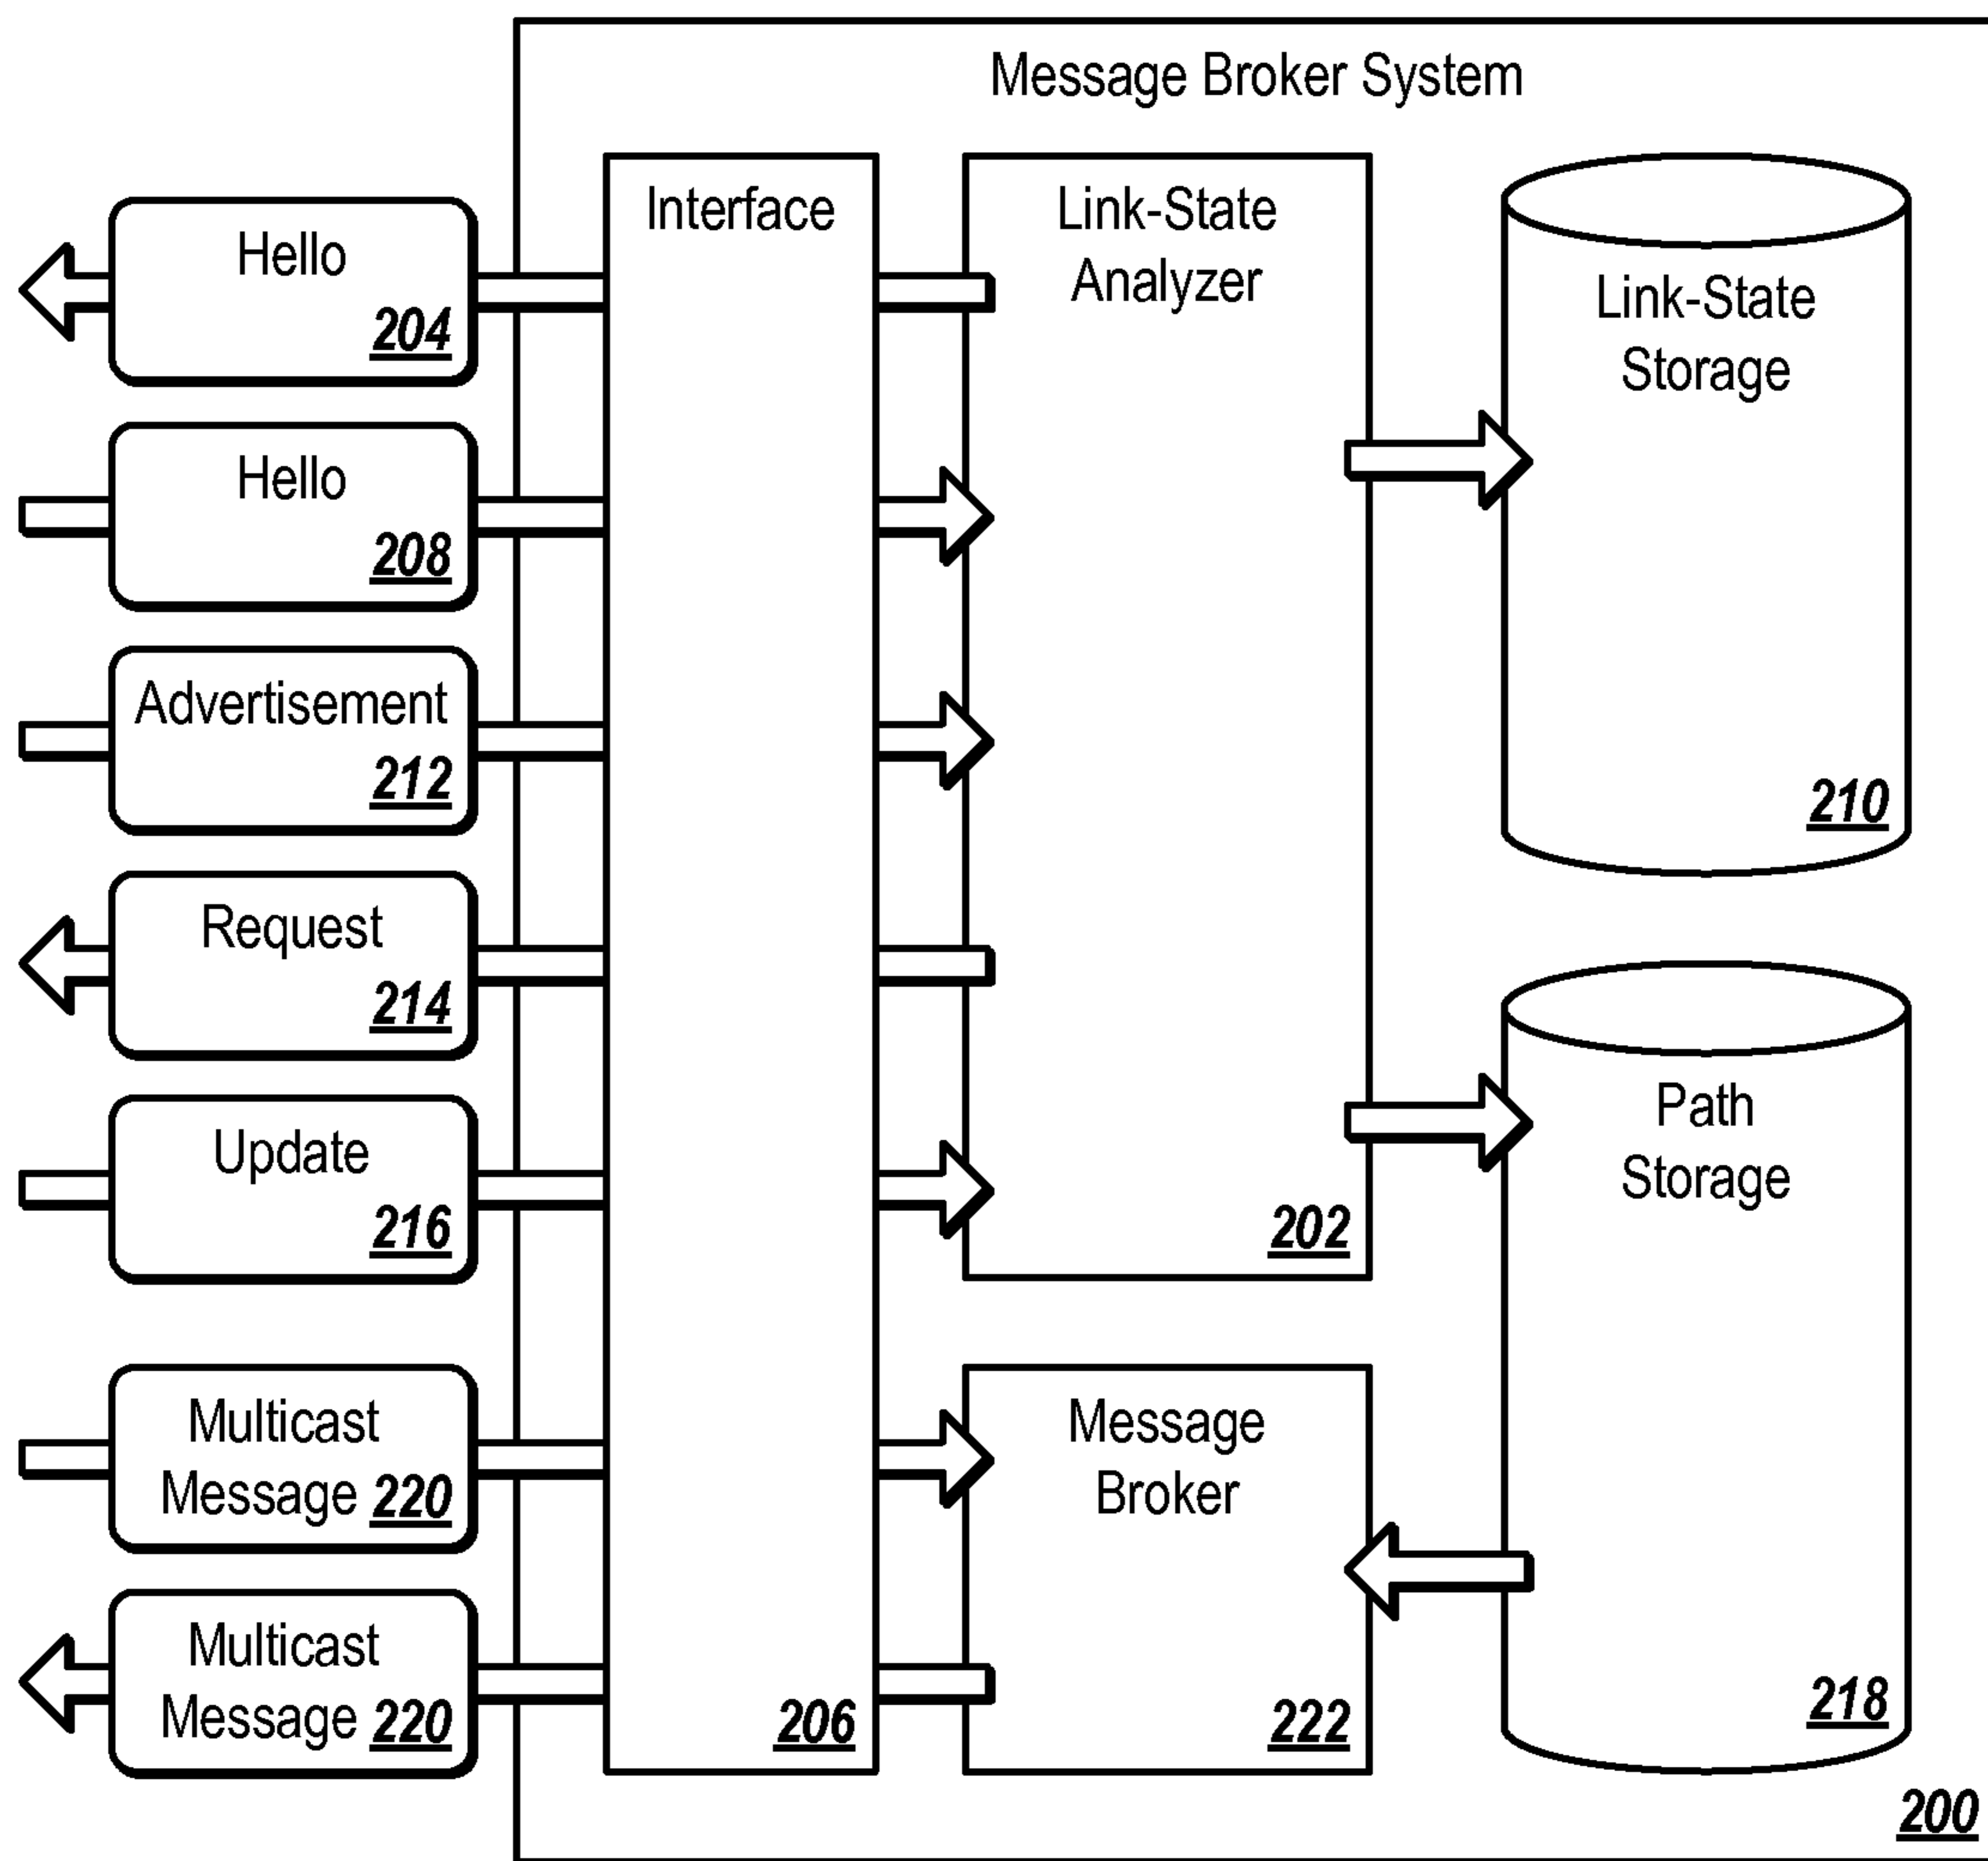 Message Broker System
Hello
204
Hello
208
Advertisement
212
Request
214
Update
216
Multicast
Message 220
Multicast
Message 220
Interface
206
Link-State
Analyzer
202
Message
Broker
222
Link-State
Storage
210
Path
Storage
218
200